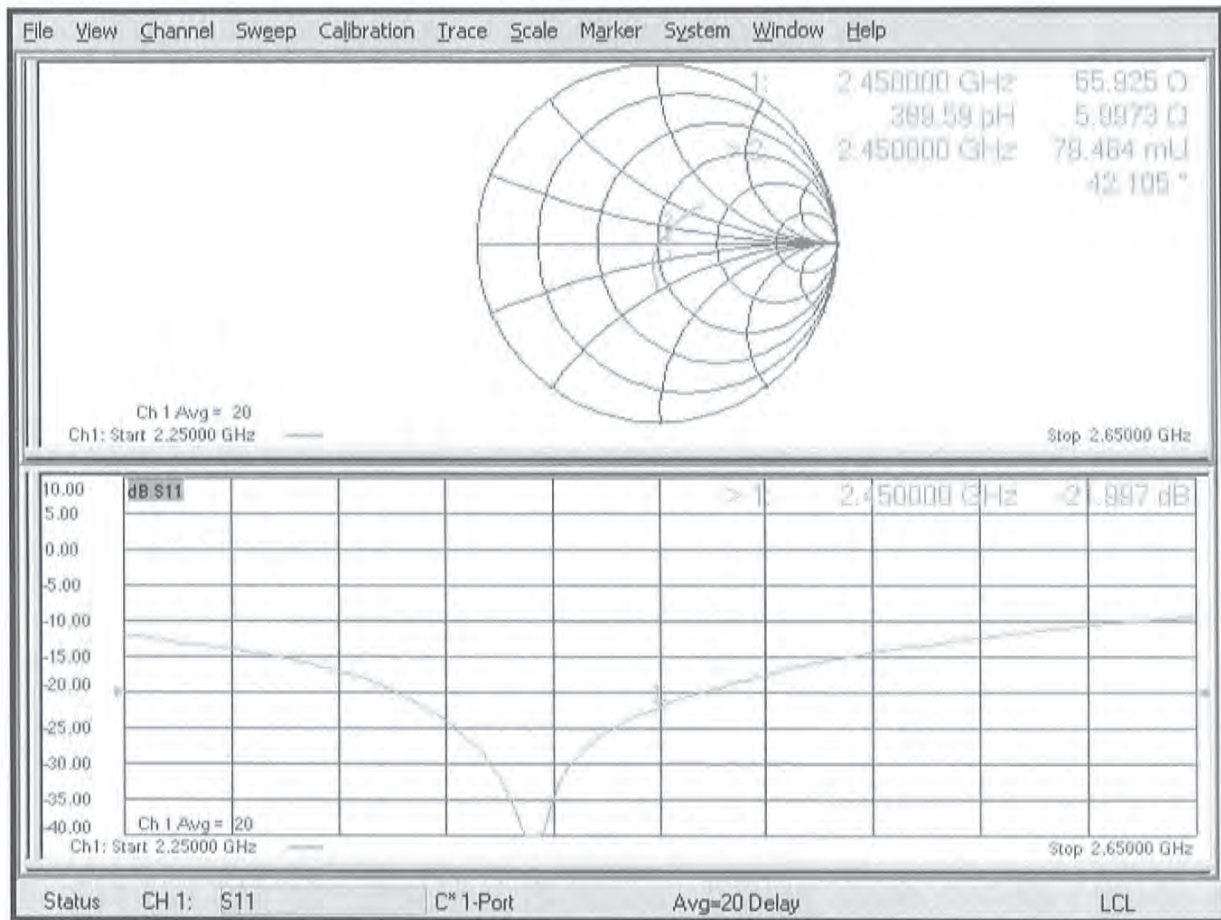 File View Channel Sweep Calibration Trace Scale Marker System Window Help
1: 2.450000 GHz 55.925 Ω
389.59 pH 5.9973 Ω
> 2: 2.450000 GHz 79.464 mU
42.105 °
Ch 1 Avg = 20
Ch1: Start 2.25000 GHz
Stop 2.65000 GHz
10.00 dB S11 > 1: 2.450000 GHz -21.997 dB
5.00
0.00
-5.00
-10.00
-15.00
-20.00
1
-25.00
-30.00
-35.00
-40.00
Ch 1 Avg = 20
Ch1: Start 2.25000 GHz
Stop 2.65000 GHz
Status CH 1: S11 C* 1-Port Avg=20 Delay LCL